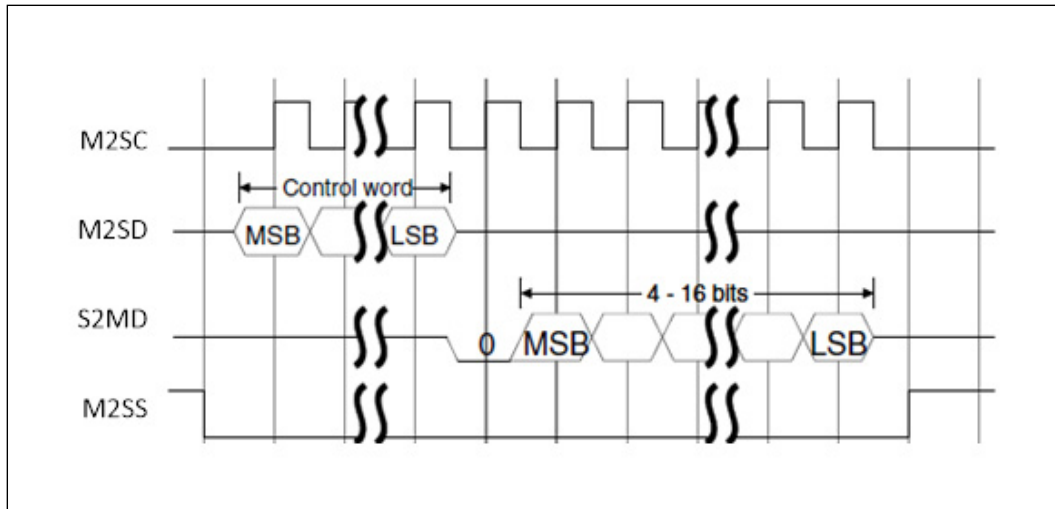 M2SC
Control word
M2SD
MSB
LSB
4 - 16 bits
S2MD
0
MSB
LSB
M2SS